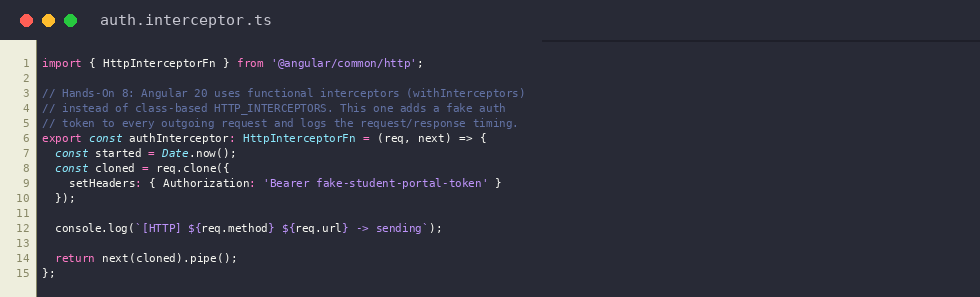 auth.interceptor.ts
1 import { HttpInterceptorFn } from '@angular/common/http';
2
3 // Hands-On 8: Angular 20 uses functional interceptors (withInterceptors)
4 // instead of class-based HTTP_INTERCEPTORS. This one adds a fake auth
5 // token to every outgoing request and logs the request/response timing.
6 export const authInterceptor: HttpInterceptorFn = (req, next) => {
7   const started = Date.now();
8   const cloned = req.clone({
9     setHeaders: { Authorization: 'Bearer fake-student-portal-token' }
10   });
11
12   console.log(`[HTTP] ${req.method} ${req.url} -> sending`);
13
14   return next(cloned).pipe();
15 };